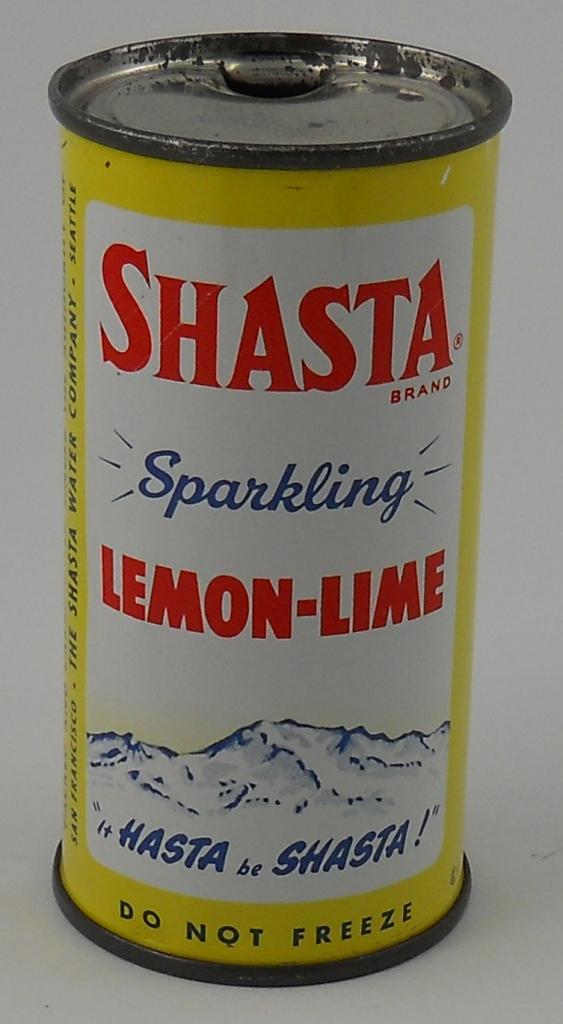 SHASTA®
BRAND
Sparkling
LEMON-LIME
"it HASTA be SHASTA!"
DO NOT FREEZE
SAN FRANCISCO • THE SHASTA WATER COMPANY • SEATTLE